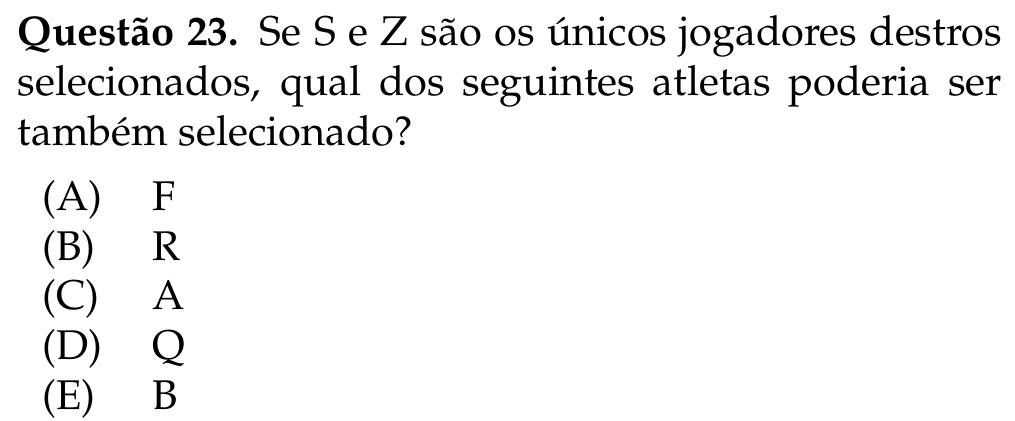 Questão 23. Se S e Z são os únicos jogadores destros
selecionados, qual dos seguintes atletas poderia ser
também selecionado?
(A) F
(B) R
(C) A
(D) Q
(E) B